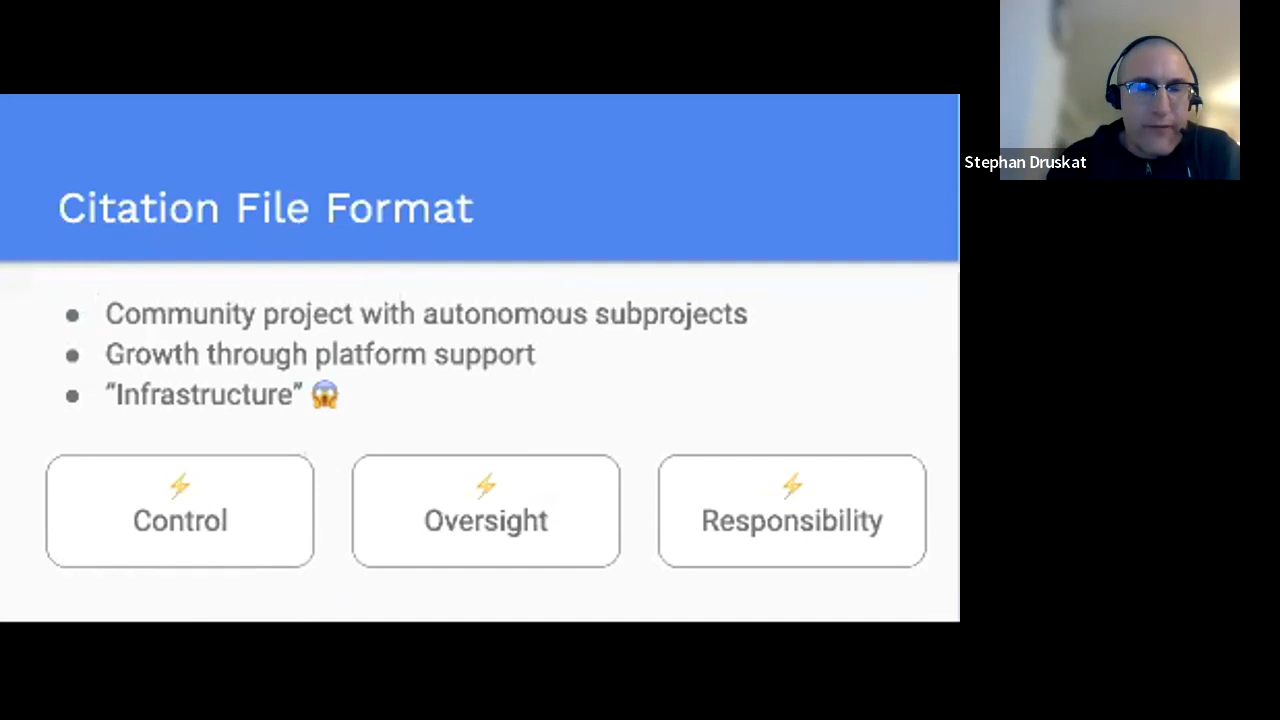 Citation File Format
Community project with autonomous subprojects
Growth through platform support
“Infrastructure” 😱
⚡
Control
⚡
Oversight
⚡
Responsibility
Stephan Druskat